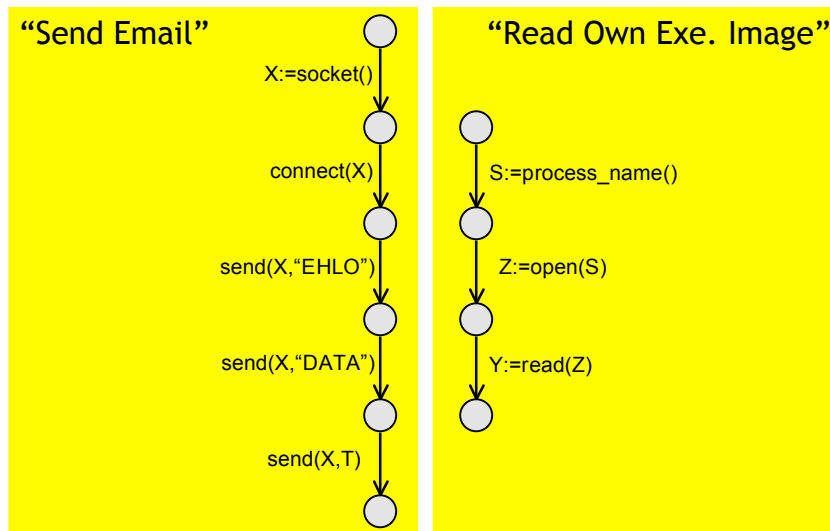 “Send Email”
X:=socket()
connect(X)
send(X,“EHLO”)
send(X,“DATA”)
send(X,T)
“Read Own Exe. Image”
S:=process_name()
Z:=open(S)
Y:=read(Z)